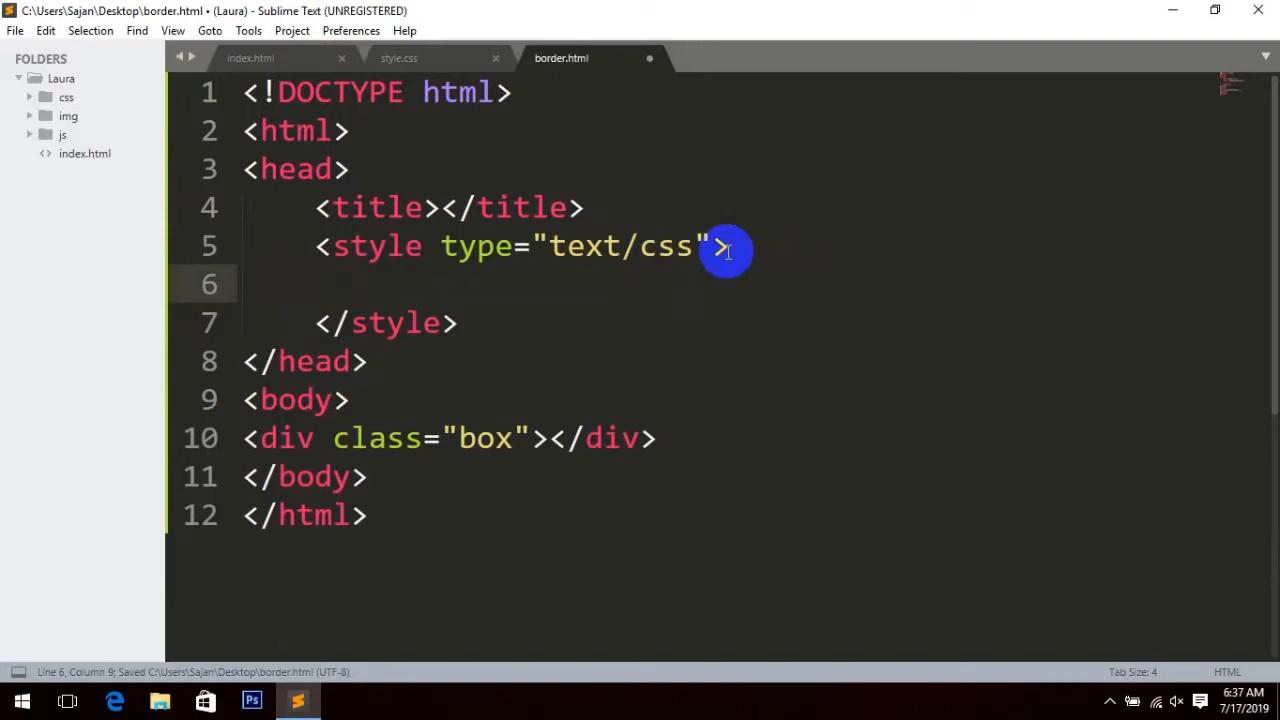 C:\Users\Sajan\Desktop\border.html • (Laura) - Sublime Text (UNREGISTERED)
File Edit Selection Find View Goto Tools Project Preferences Help
FOLDERS
Laura
css
img
js
index.html
index.html style.css border.html
1 <!DOCTYPE html>
2 <html>
3 <head>
4 <title></title>
5 <style type="text/css">
6
7 </style>
8 </head>
9 <body>
10 <div class="box"></div>
11 </body>
12 </html>
Line 6, Column 9; Saved C:\Users\Sajan\Desktop\border.html (UTF-8) Tab Size: 4 HTML
Ps
6:37 AM
7/17/2019